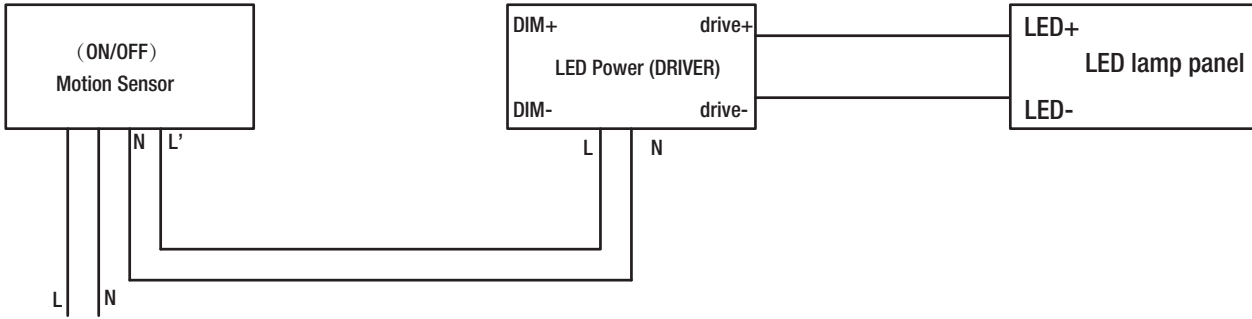 （ON/OFF）
Motion Sensor
N L’
L N
DIM+ drive+
LED Power (DRIVER)
DIM- drive-
L N
LED+
LED lamp panel
LED-